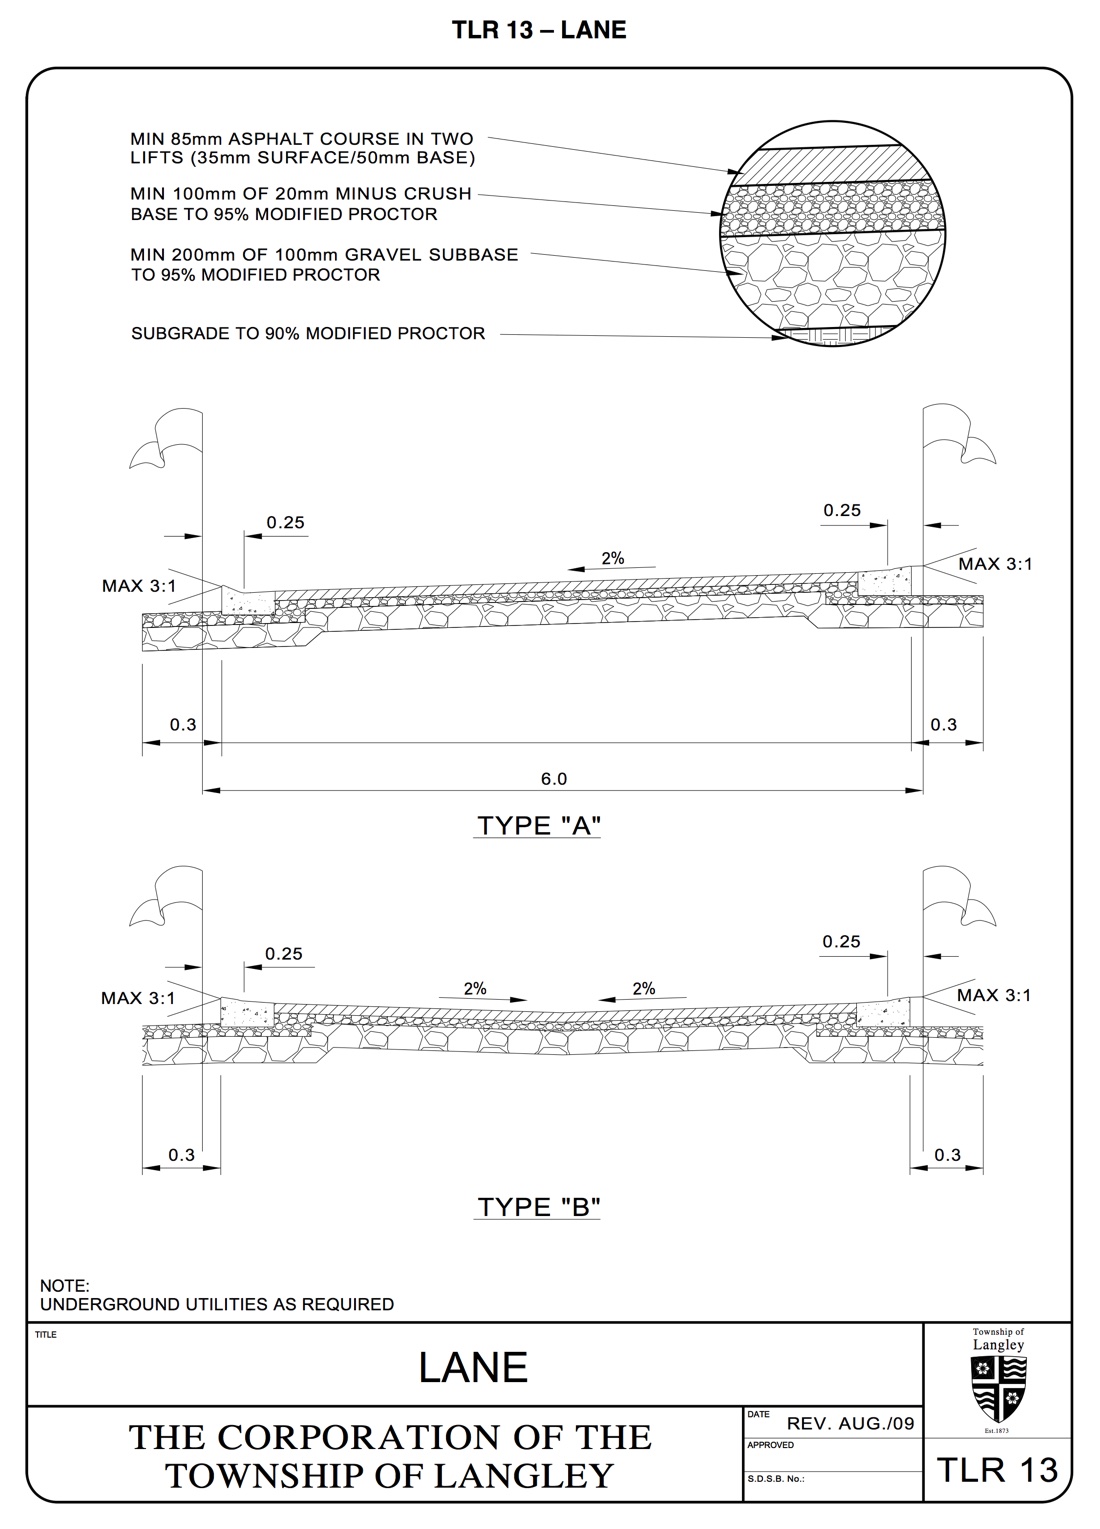 TLR 13 – LANE
MIN 85mm ASPHALT COURSE IN TWO
LIFTS (35mm SURFACE/50mm BASE)
MIN 100mm OF 20mm MINUS CRUSH
BASE TO 95% MODIFIED PROCTOR
MIN 200mm OF 100mm GRAVEL SUBBASE
TO 95% MODIFIED PROCTOR
SUBGRADE TO 90% MODIFIED PROCTOR
0.25
0.25
2%
MAX 3:1
MAX 3:1
0.3
0.3
6.0
TYPE "A"
0.25
0.25
2%
2%
MAX 3:1
MAX 3:1
0.3
0.3
TYPE "B"
NOTE:
UNDERGROUND UTILITIES AS REQUIRED
TITLE
LANE
THE CORPORATION OF THE
TOWNSHIP OF LANGLEY
DATE
REV. AUG./09
APPROVED
S.D.S.B. No.:
Township of
Langley
Est.1873
TLR 13